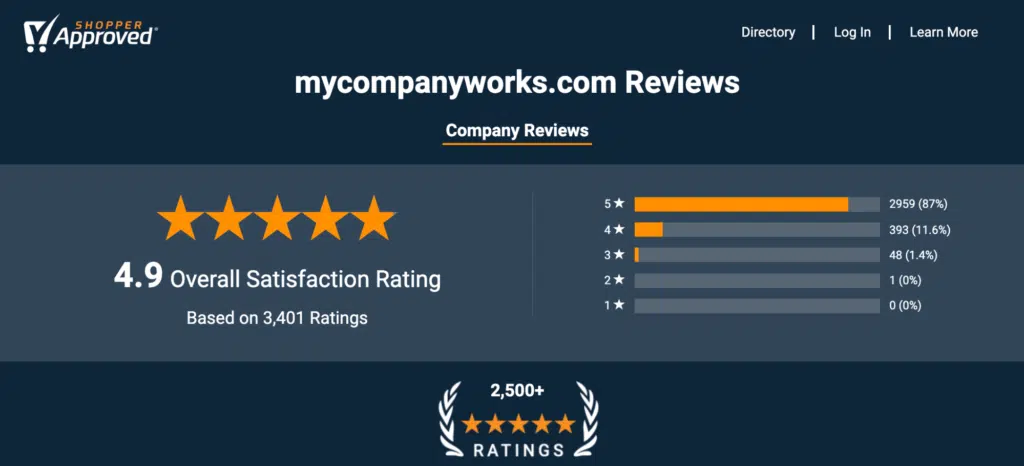 SHOPPER
Approved®
Directory | Log In | Learn More
mycompanyworks.com Reviews
Company Reviews
4.9 Overall Satisfaction Rating
Based on 3,401 Ratings
5 ★ 2959 (87%)
4 ★ 393 (11.6%)
3 ★ 48 (1.4%)
2 ★ 1 (0%)
1 ★ 0 (0%)
2,500+
RATINGS